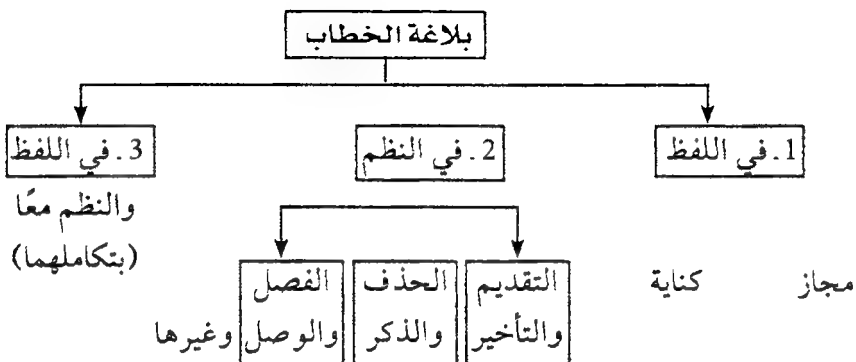 بلاغة الخطاب
1. في اللفظ
2. في النظم
3. في اللفظ
والنظم معًا
(بتكاملهما)
مجاز كناية
التقديم الحذف الفصل
والتأخير والذكر والوصل وغيرها